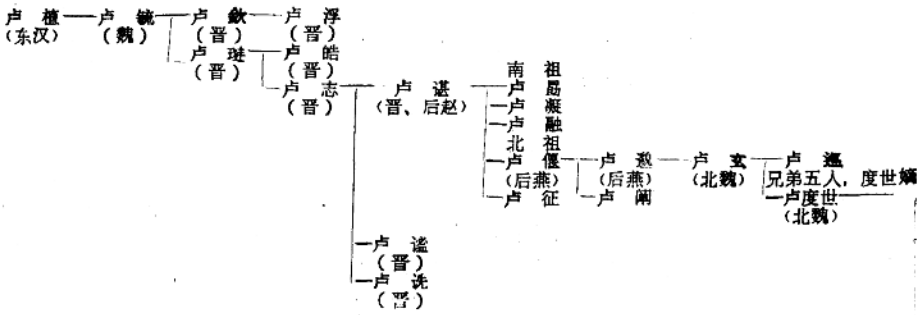 卢植 卢毓 卢钦 卢浮
(东汉) (魏) (晋) (晋)
卢珽 卢皓
(晋) (晋)
卢志
(晋)
卢谌
(晋、后赵)
南祖
卢勗
卢凝
卢融
北祖
卢偃 卢邈 卢玄 卢遐
(后燕) (后燕) (北魏) 兄弟五人，度世嫡
卢征 卢阐 卢度世
(北魏)
卢谧
(晋)
卢诜
(晋)